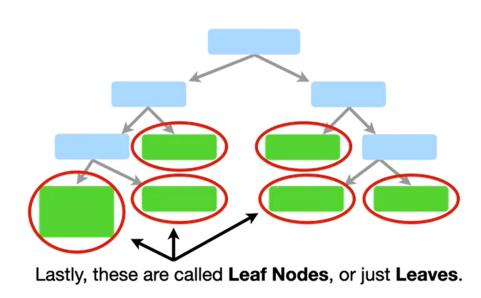 Lastly, these are called Leaf Nodes, or just Leaves.